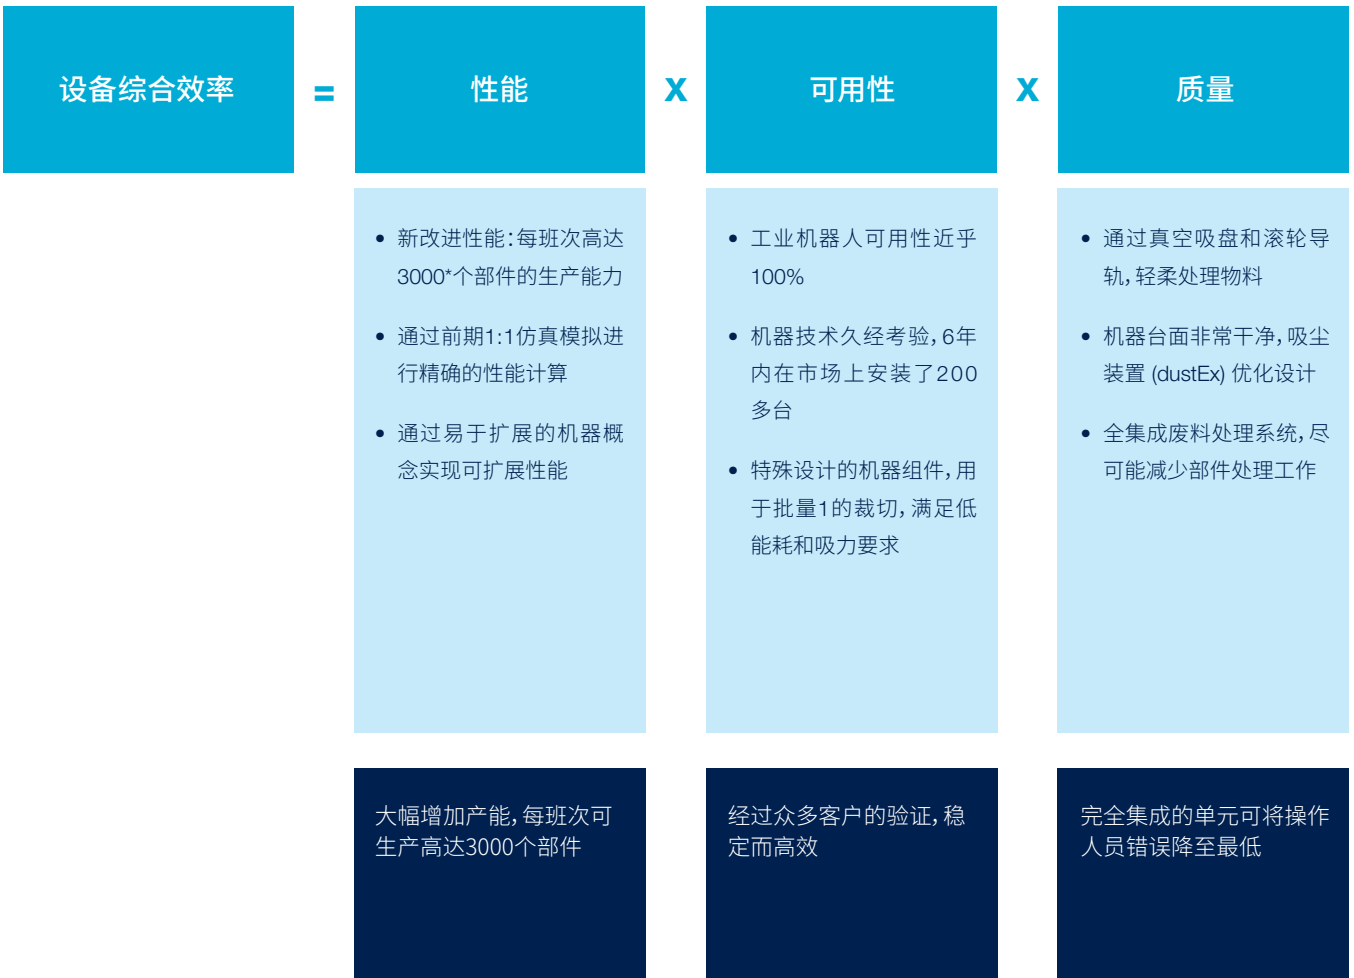 设备综合效率 = 性能 X 可用性 X 质量
• 新改进性能：每班次高达
3000*个部件的生产能力
• 通过前期1:1仿真模拟进
行精确的性能计算
• 通过易于扩展的机器概
念实现可扩展性能
• 工业机器人可用性近乎
100%
• 机器技术久经考验，6年
内在市场上安装了200
多台
• 特殊设计的机器组件，用
于批量1的裁切，满足低
能耗和吸力要求
• 通过真空吸盘和滚轮导
轨，轻柔处理物料
• 机器台面非常干净，吸尘
装置 (dustEx) 优化设计
• 全集成废料处理系统，尽
可能减少部件处理工作
大幅增加产能，每班次可
生产高达3000个部件
经过众多客户的验证，稳
定而高效
完全集成的单元可将操作
人员错误降至最低